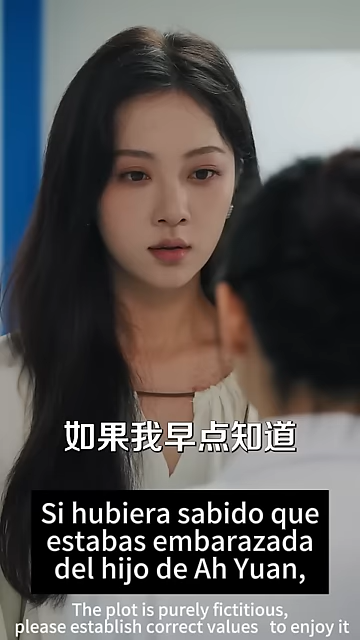 如果我早点知道
Si hubiera sabido que
estabas embarazada
del hijo de Ah Yuan,
The plot is purely fictitious,
please establish correct values to enjoy it